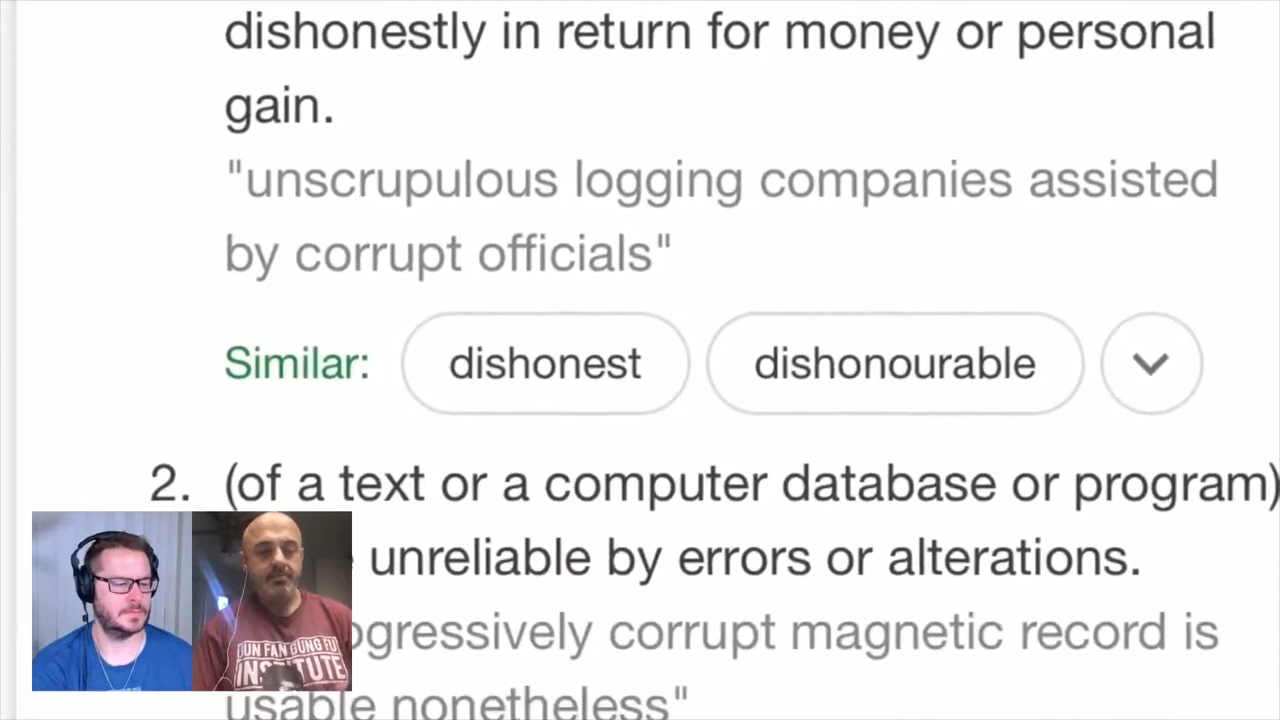 dishonestly in return for money or personal
gain.
"unscrupulous logging companies assisted
by corrupt officials"
Similar: dishonest dishonourable
2. (of a text or a computer database or program)
unreliable by errors or alterations.
corrupt magnetic record is
usable nonetheless"
INSTITUTE